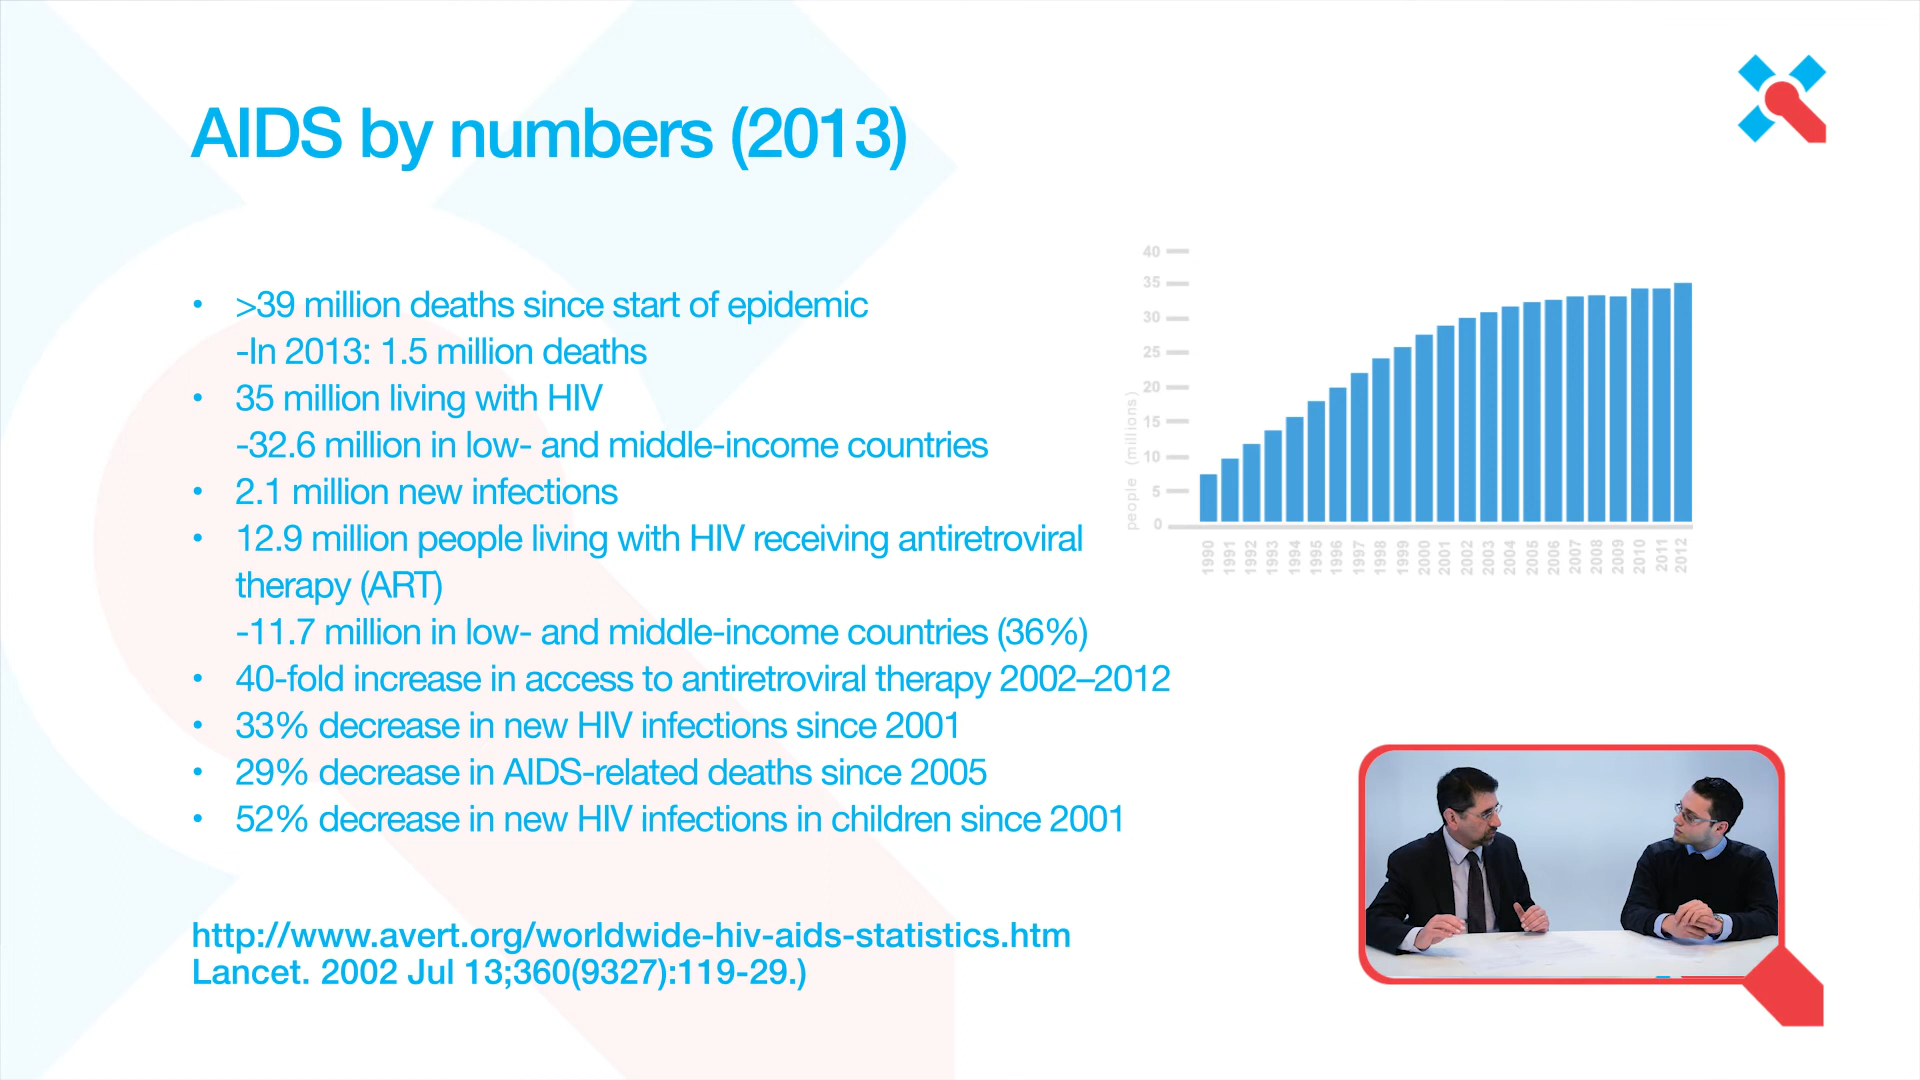 AIDS by numbers (2013)
• >39 million deaths since start of epidemic
-In 2013: 1.5 million deaths
• 35 million living with HIV
-32.6 million in low- and middle-income countries
• 2.1 million new infections
• 12.9 million people living with HIV receiving antiretroviral
therapy (ART)
-11.7 million in low- and middle-income countries (36%)
• 40-fold increase in access to antiretroviral therapy 2002–2012
• 33% decrease in new HIV infections since 2001
• 29% decrease in AIDS-related deaths since 2005
• 52% decrease in new HIV infections in children since 2001
http://www.avert.org/worldwide-hiv-aids-statistics.htm
Lancet. 2002 Jul 13;360(9327):119-29.)
people (millions)
40
35
30
25
20
15
10
5
0
1990 1991 1992 1993 1994 1995 1996 1997 1998 1999 2000 2001 2002 2003 2004 2005 2006 2007 2008 2009 2010 2011 2012